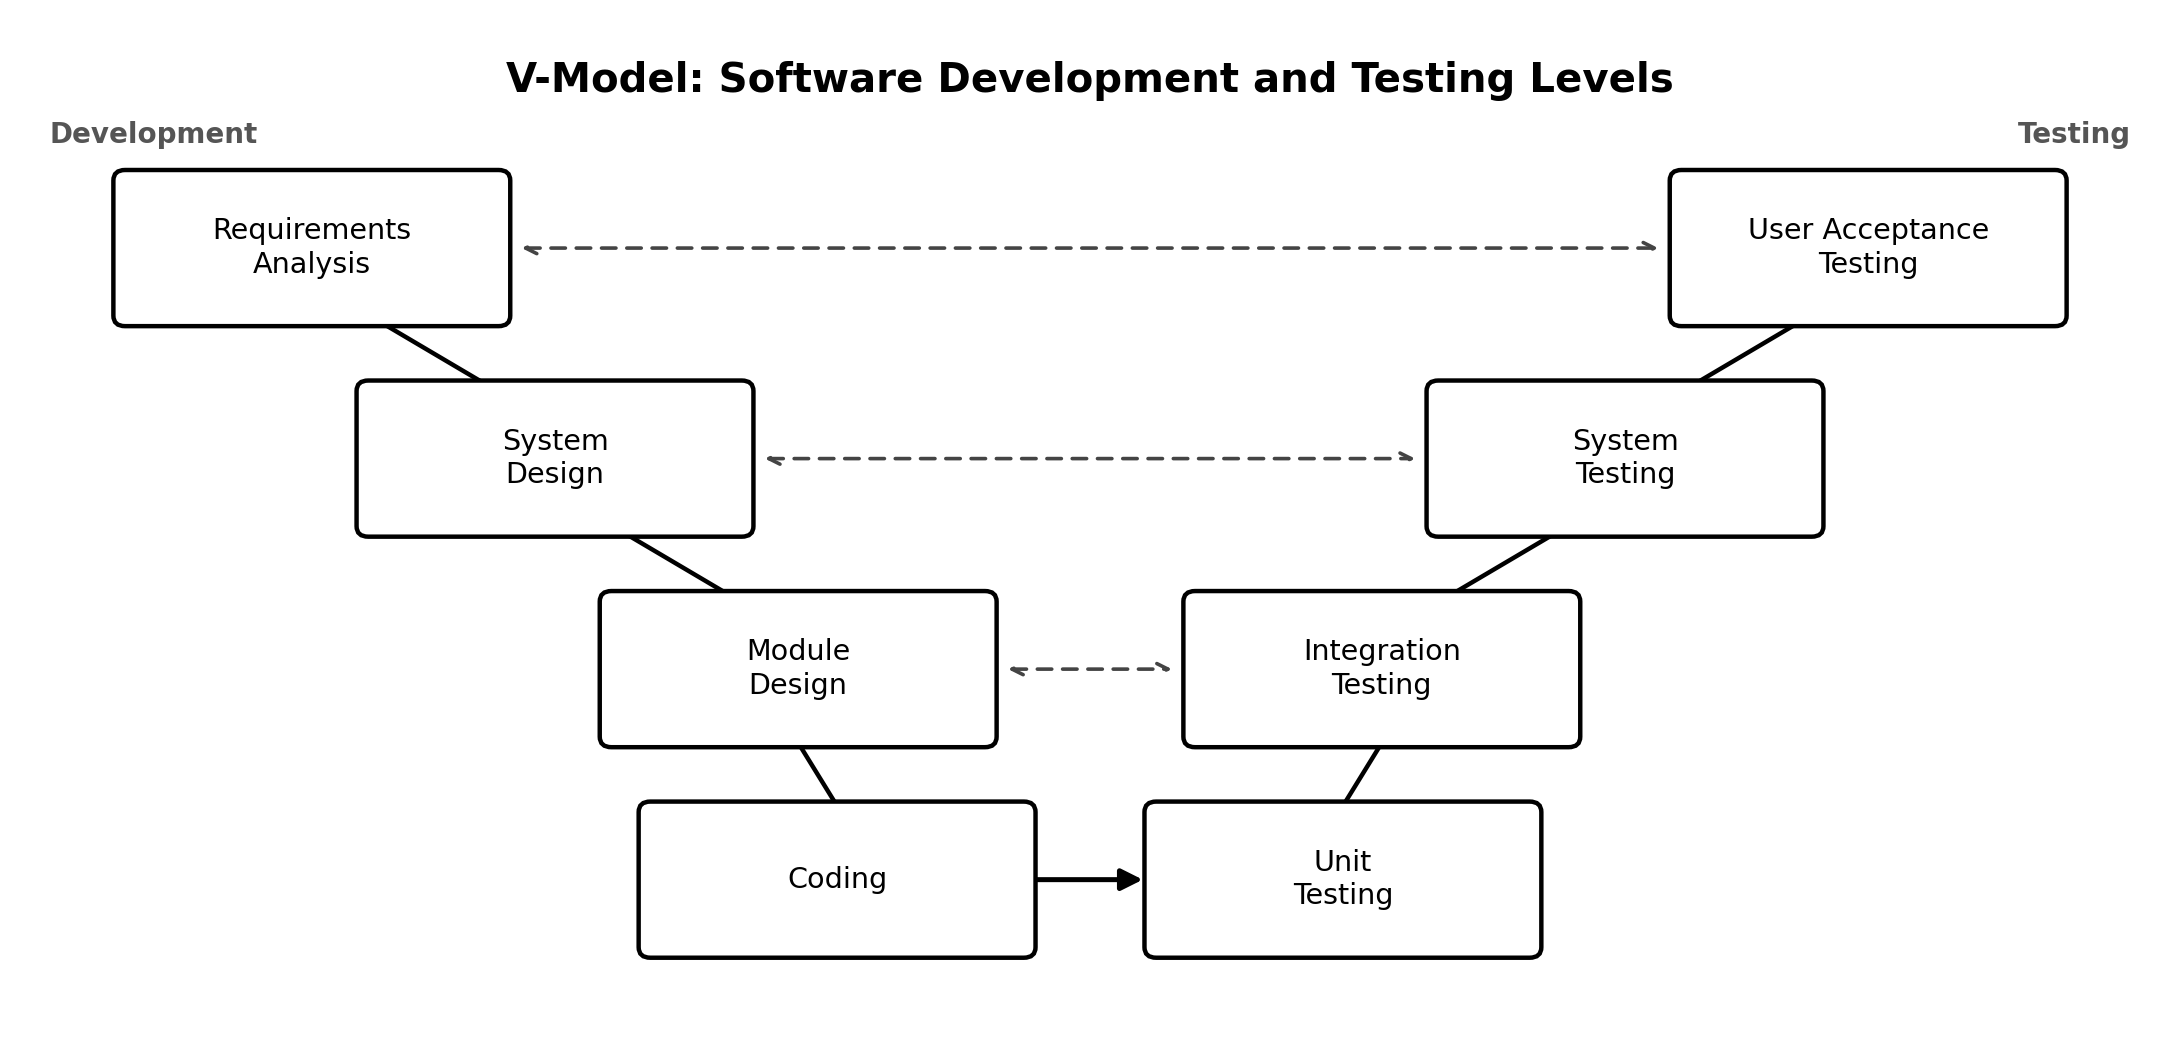 V-Model: Software Development and Testing Levels
Development
Testing
Requirements
Analysis
User Acceptance
Testing
System
Design
System
Testing
Module
Design
Integration
Testing
Coding
Unit
Testing